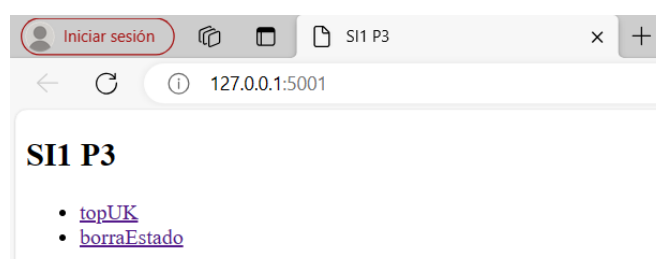 Iniciar sesión
SI1 P3
127.0.0.1:5001
SI1 P3
topUK
borraEstado